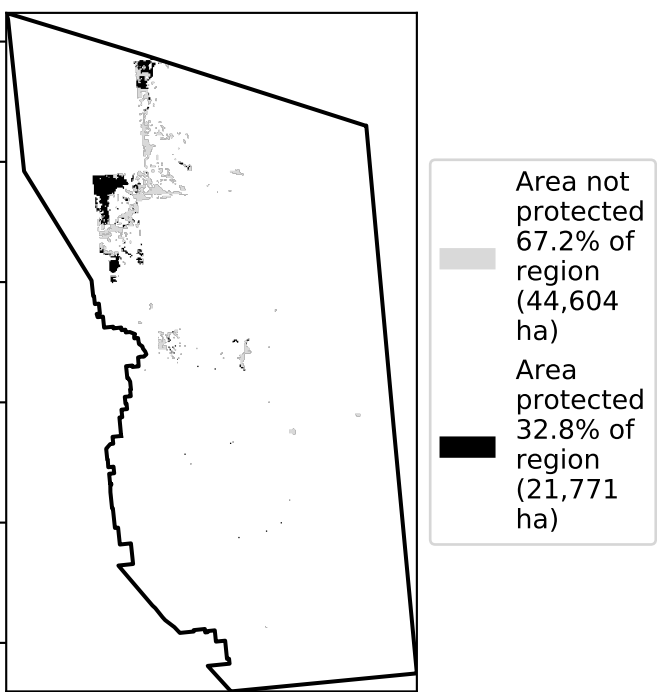 Area not
protected
67.2% of
region
(44,604
ha)
Area
protected
32.8% of
region
(21,771
ha)